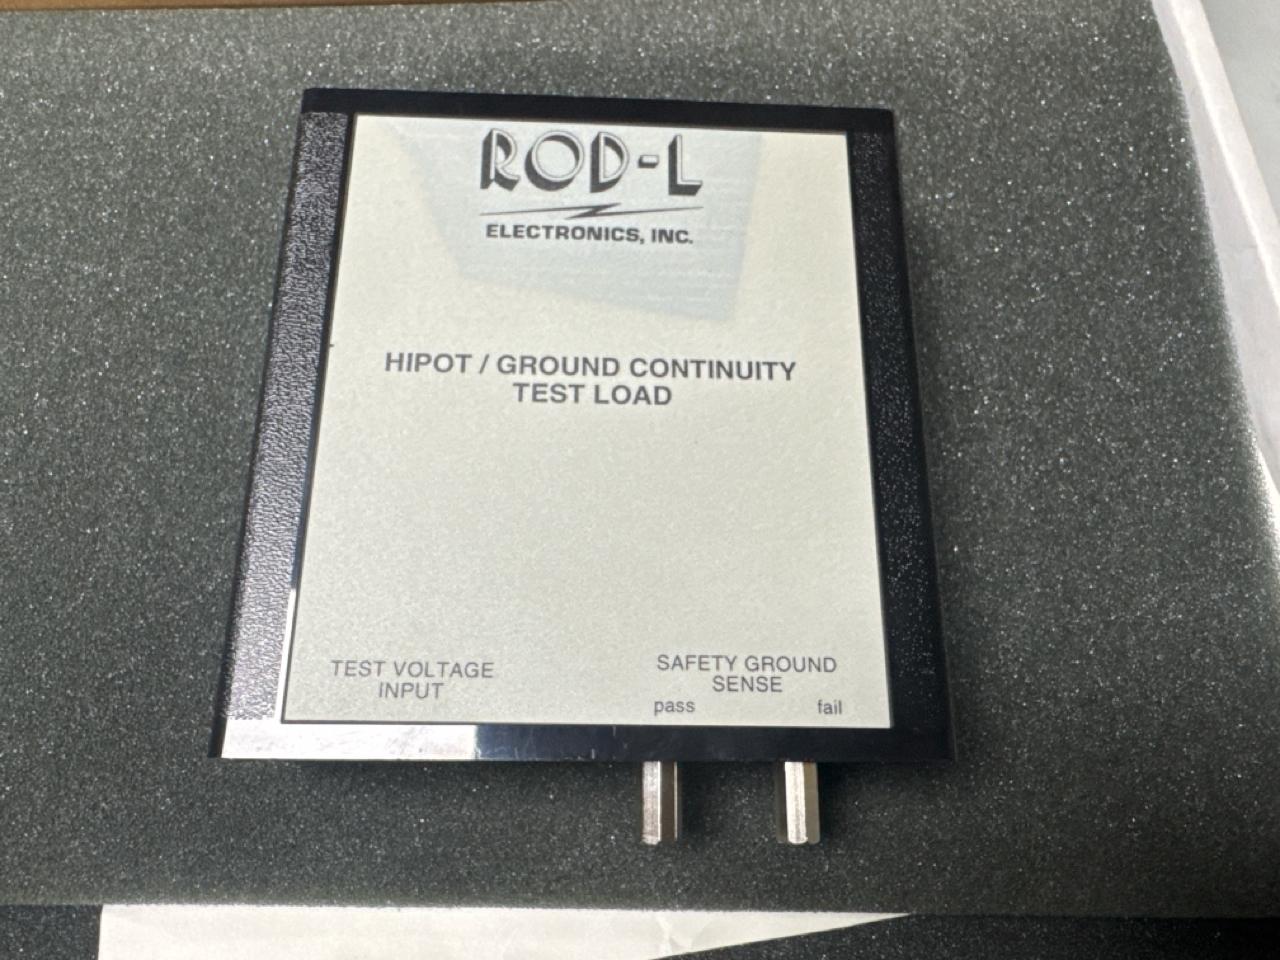 ROD-L
ELECTRONICS, INC.
HIPOT / GROUND CONTINUITY
TEST LOAD
TEST VOLTAGE
INPUT
SAFETY GROUND
SENSE
pass fail